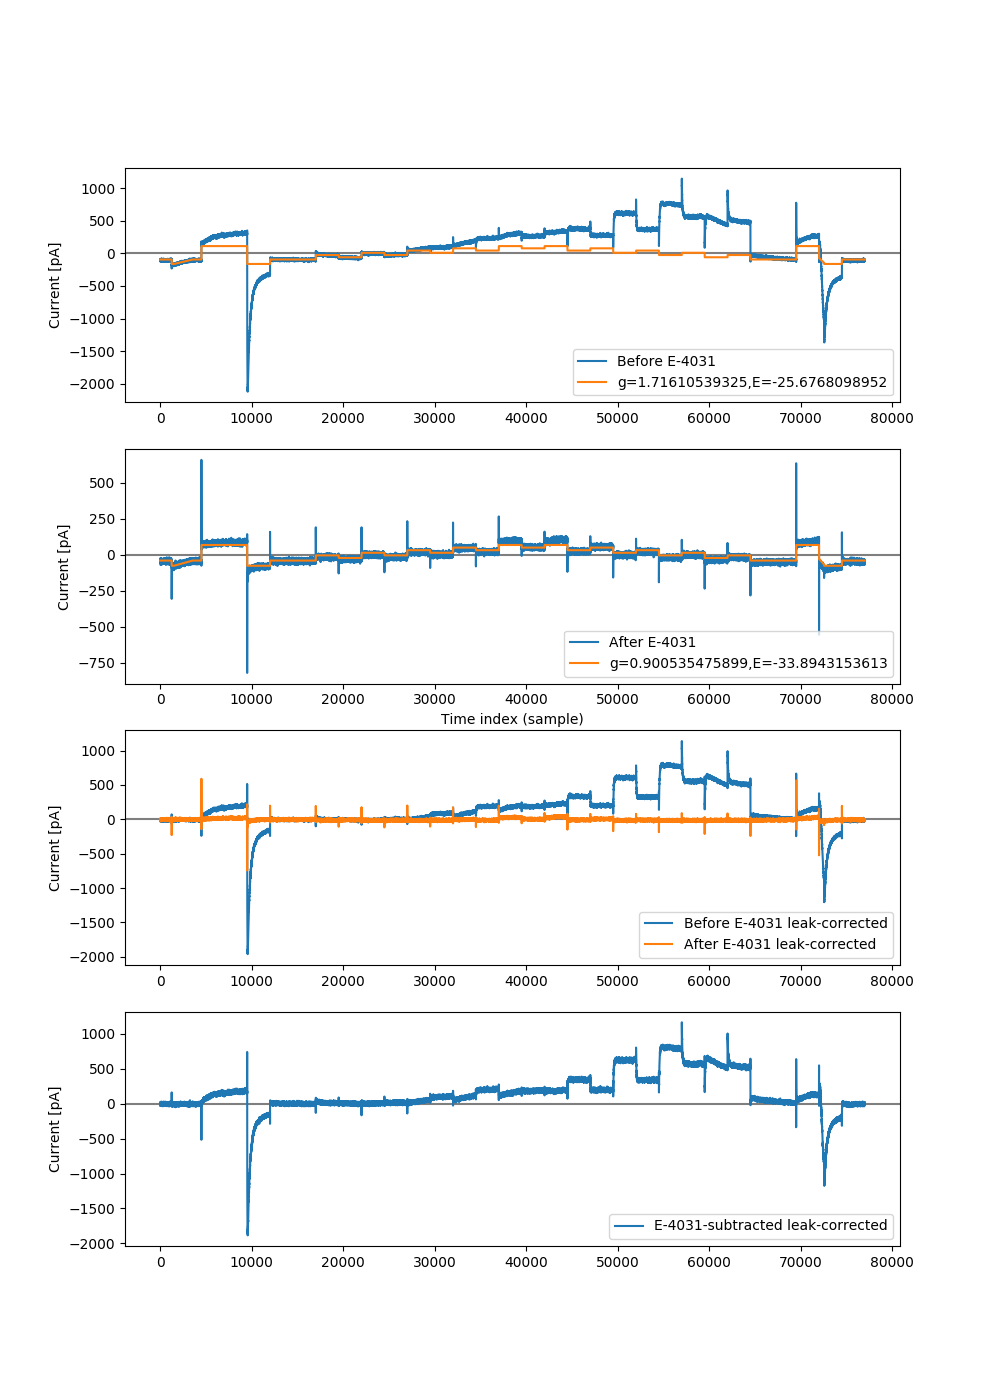 1000
500
0
−500
−1000
−1500
−2000
Current [pA]
Before E-4031
g=1.71610539325,E=-25.6768098952
0 10000 20000 30000 40000 50000 60000 70000 80000
500
250
0
−250
−500
−750
Current [pA]
After E-4031
g=0.900535475899,E=-33.8943153613
0 10000 20000 30000 40000 50000 60000 70000 80000
Time index (sample)
1000
500
0
−500
−1000
−1500
−2000
Current [pA]
Before E-4031 leak-corrected
After E-4031 leak-corrected
0 10000 20000 30000 40000 50000 60000 70000 80000
1000
500
0
−500
−1000
−1500
−2000
Current [pA]
E-4031-subtracted leak-corrected
0 10000 20000 30000 40000 50000 60000 70000 80000